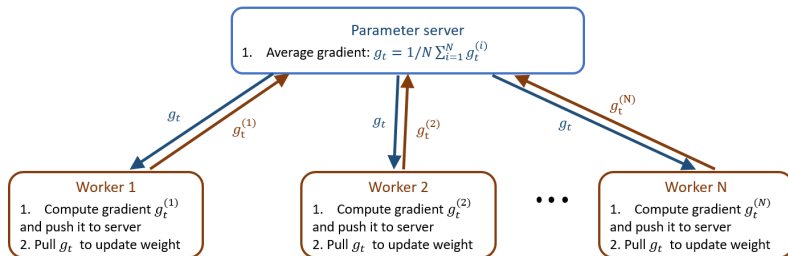 Parameter server
1. Average gradient: $g_t = 1/N \sum_{i=1}^{N} g_t^{(i)}$
$g_t$
$g_t^{(1)}$
$g_t$
$g_t^{(2)}$
$g_t$
$g_t^{(N)}$
Worker 1
1. Compute gradient $g_t^{(1)}$
and push it to server
2. Pull $g_t$ to update weight
Worker 2
1. Compute gradient $g_t^{(2)}$
and push it to server
2. Pull $g_t$ to update weight
• • •
Worker N
1. Compute gradient $g_t^{(N)}$
and push it to server
2. Pull $g_t$ to update weight